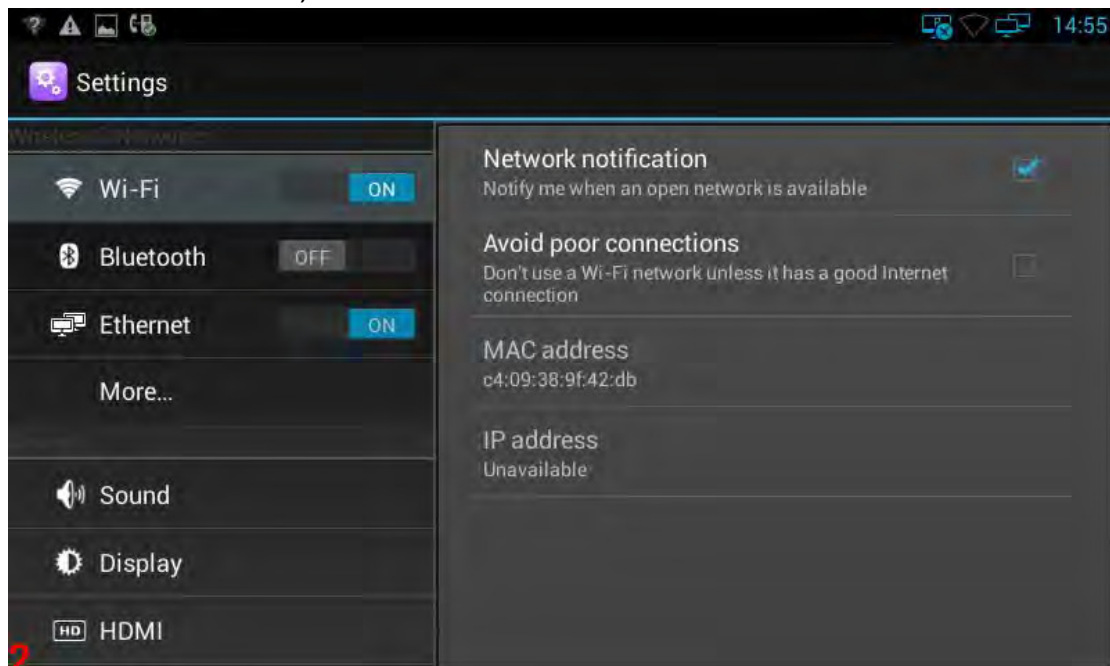 14:55
Settings
Wi-Fi
ON
Bluetooth
OFF
Ethernet
ON
More...
Sound
Display
HD HDMI
2
Network notification
Notify me when an open network is available
Avoid poor connections
Don't use a Wi-Fi network unless it has a good Internet
connection
MAC address
c4:09:38:9f:42:db
IP address
Unavailable